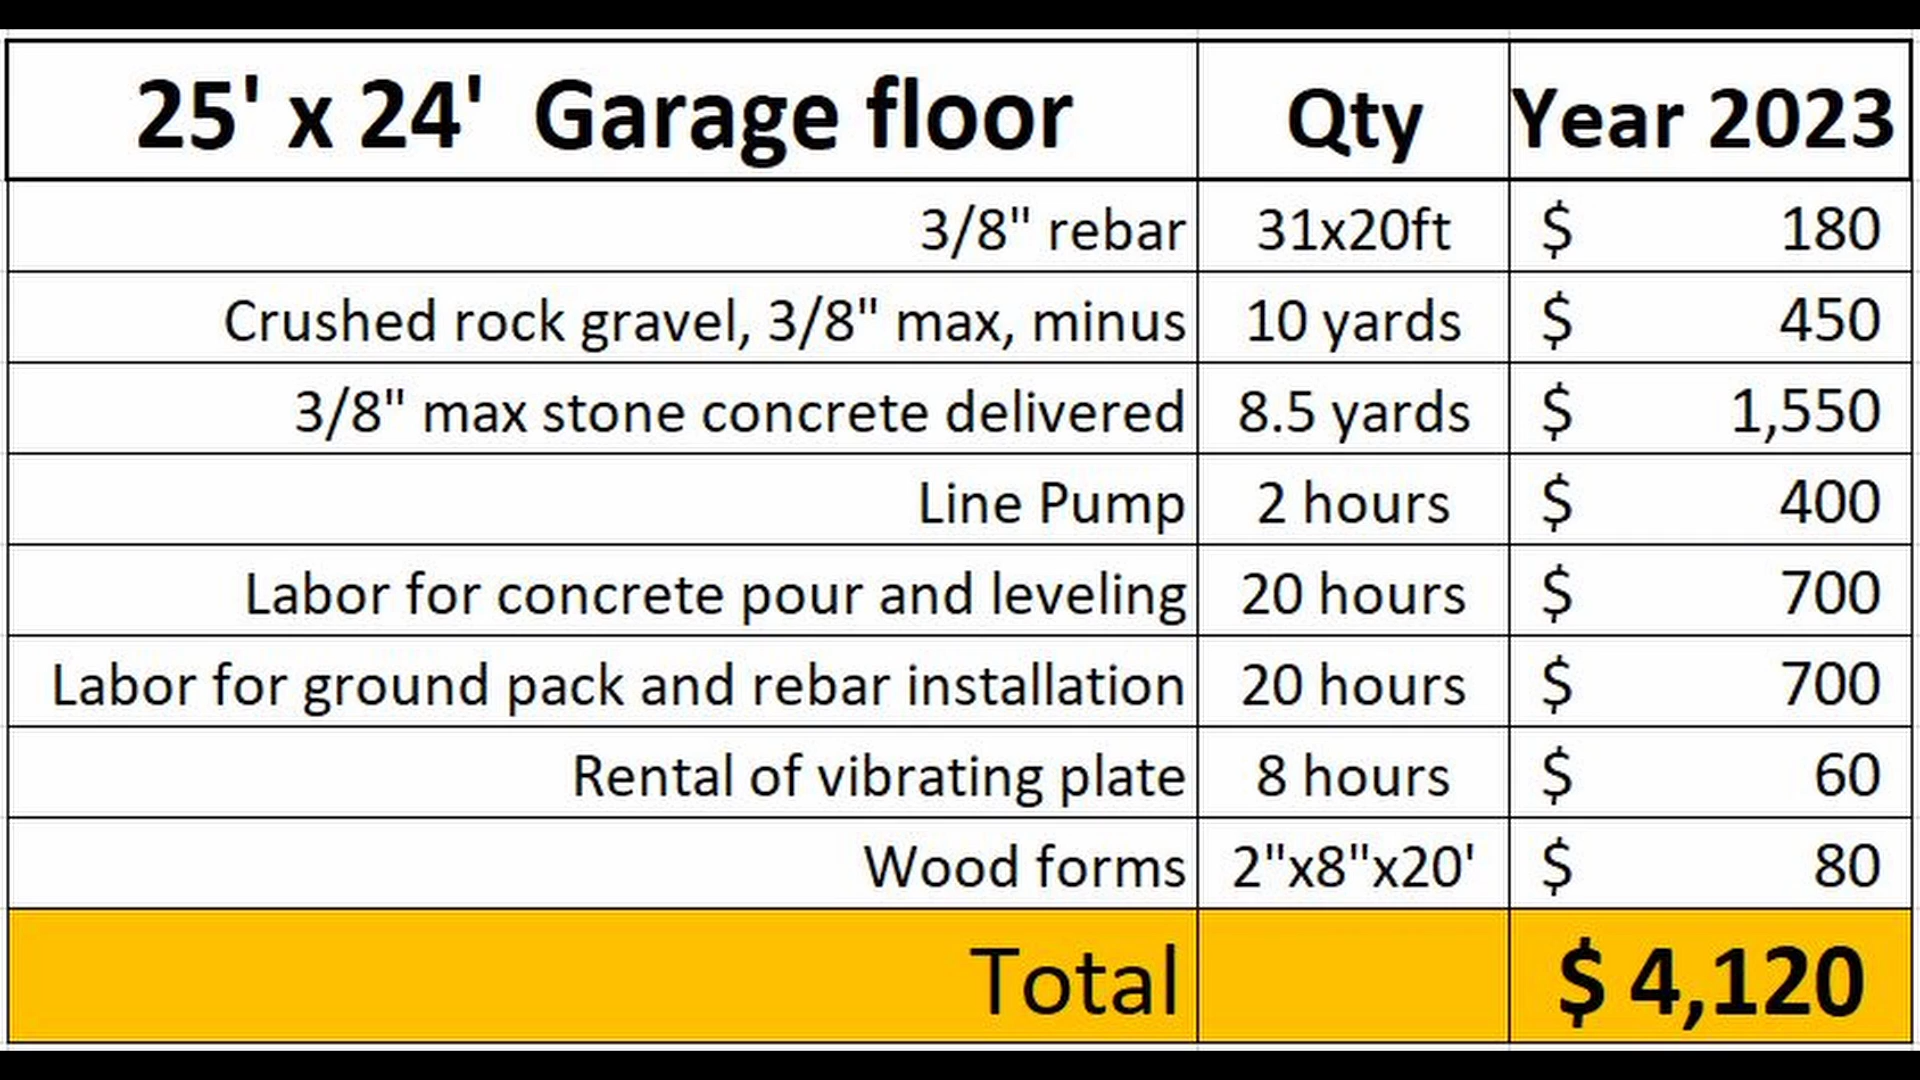 25' x 24'  Garage floor Qty Year 2023
3/8" rebar 31x20ft $ 180
Crushed rock gravel, 3/8" max, minus 10 yards $ 450
3/8" max stone concrete delivered 8.5 yards $ 1,550
Line Pump 2 hours $ 400
Labor for concrete pour and leveling 20 hours $ 700
Labor for ground pack and rebar installation 20 hours $ 700
Rental of vibrating plate 8 hours $ 60
Wood forms 2"x8"x20' $ 80
Total $ 4,120